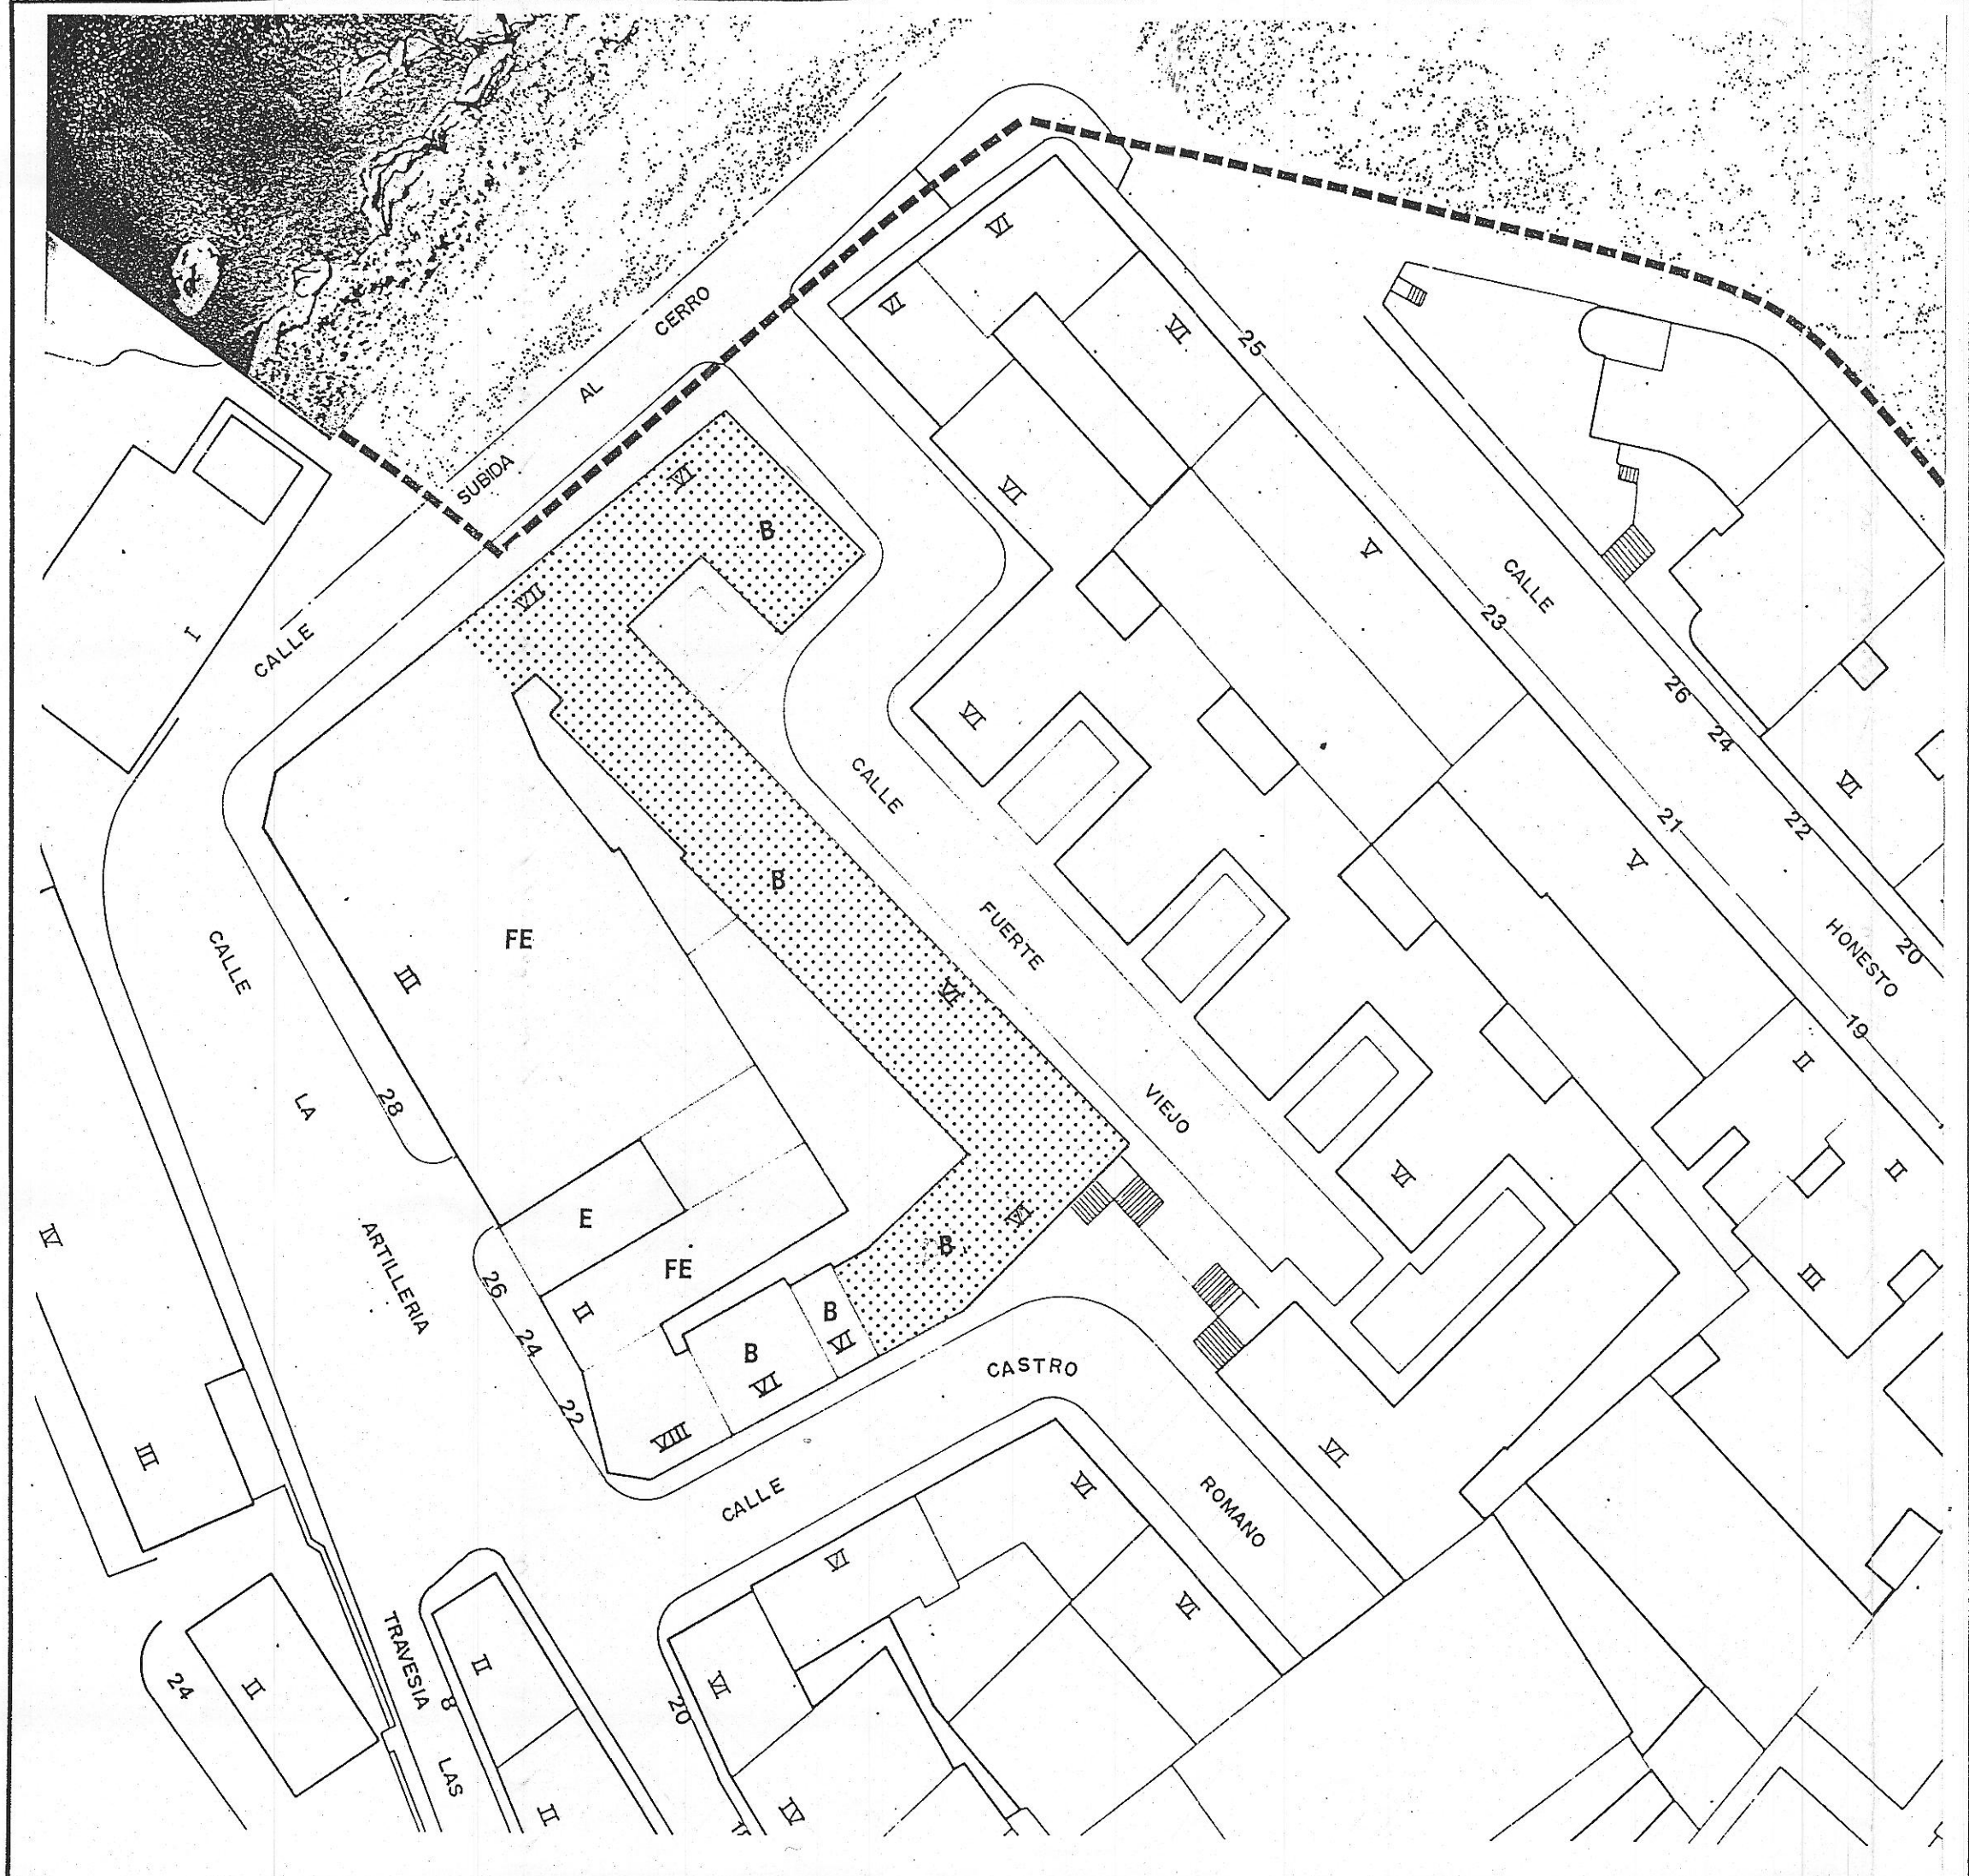 VI
VI
CERRO
VI
25
AL
SUBIDA
VI
B
VI
V
VII
CALLE
23
I
CALLE
26
VI
24
CALLE
VI
21
22
V
B
FUERTE
FE
HONESTO
20
CALLE
III
VI
19
II
LA
28
VIEJO
VI
II
E
VI
IV
B
ARTILLERIA
FE
26
III
II
B
VI
24
B
VI
CASTRO
22
VIII
VI
III
CALLE
VI
ROMANO
VI
VI
TRAVESIA
II
24
II
VI
8
20
LAS
II
IV